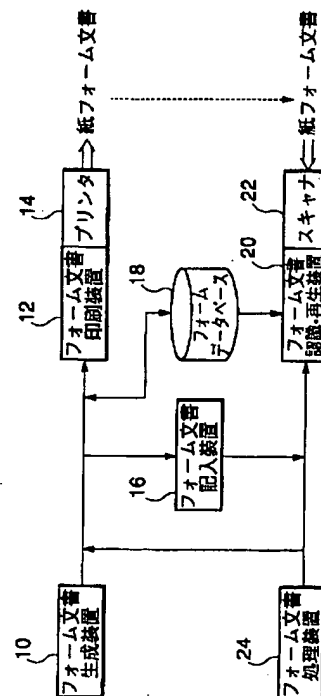 10
フォーム文書
生成装置
12
フォーム文書
印刷装置
14
プリンタ
紙フォーム文書
16
フォーム文書
記入装置
18
フォーム
データベース
24
フォーム文書
処理装置
20
フォーム文書
認識・再生装置
22
スキャナ
紙フォーム文書